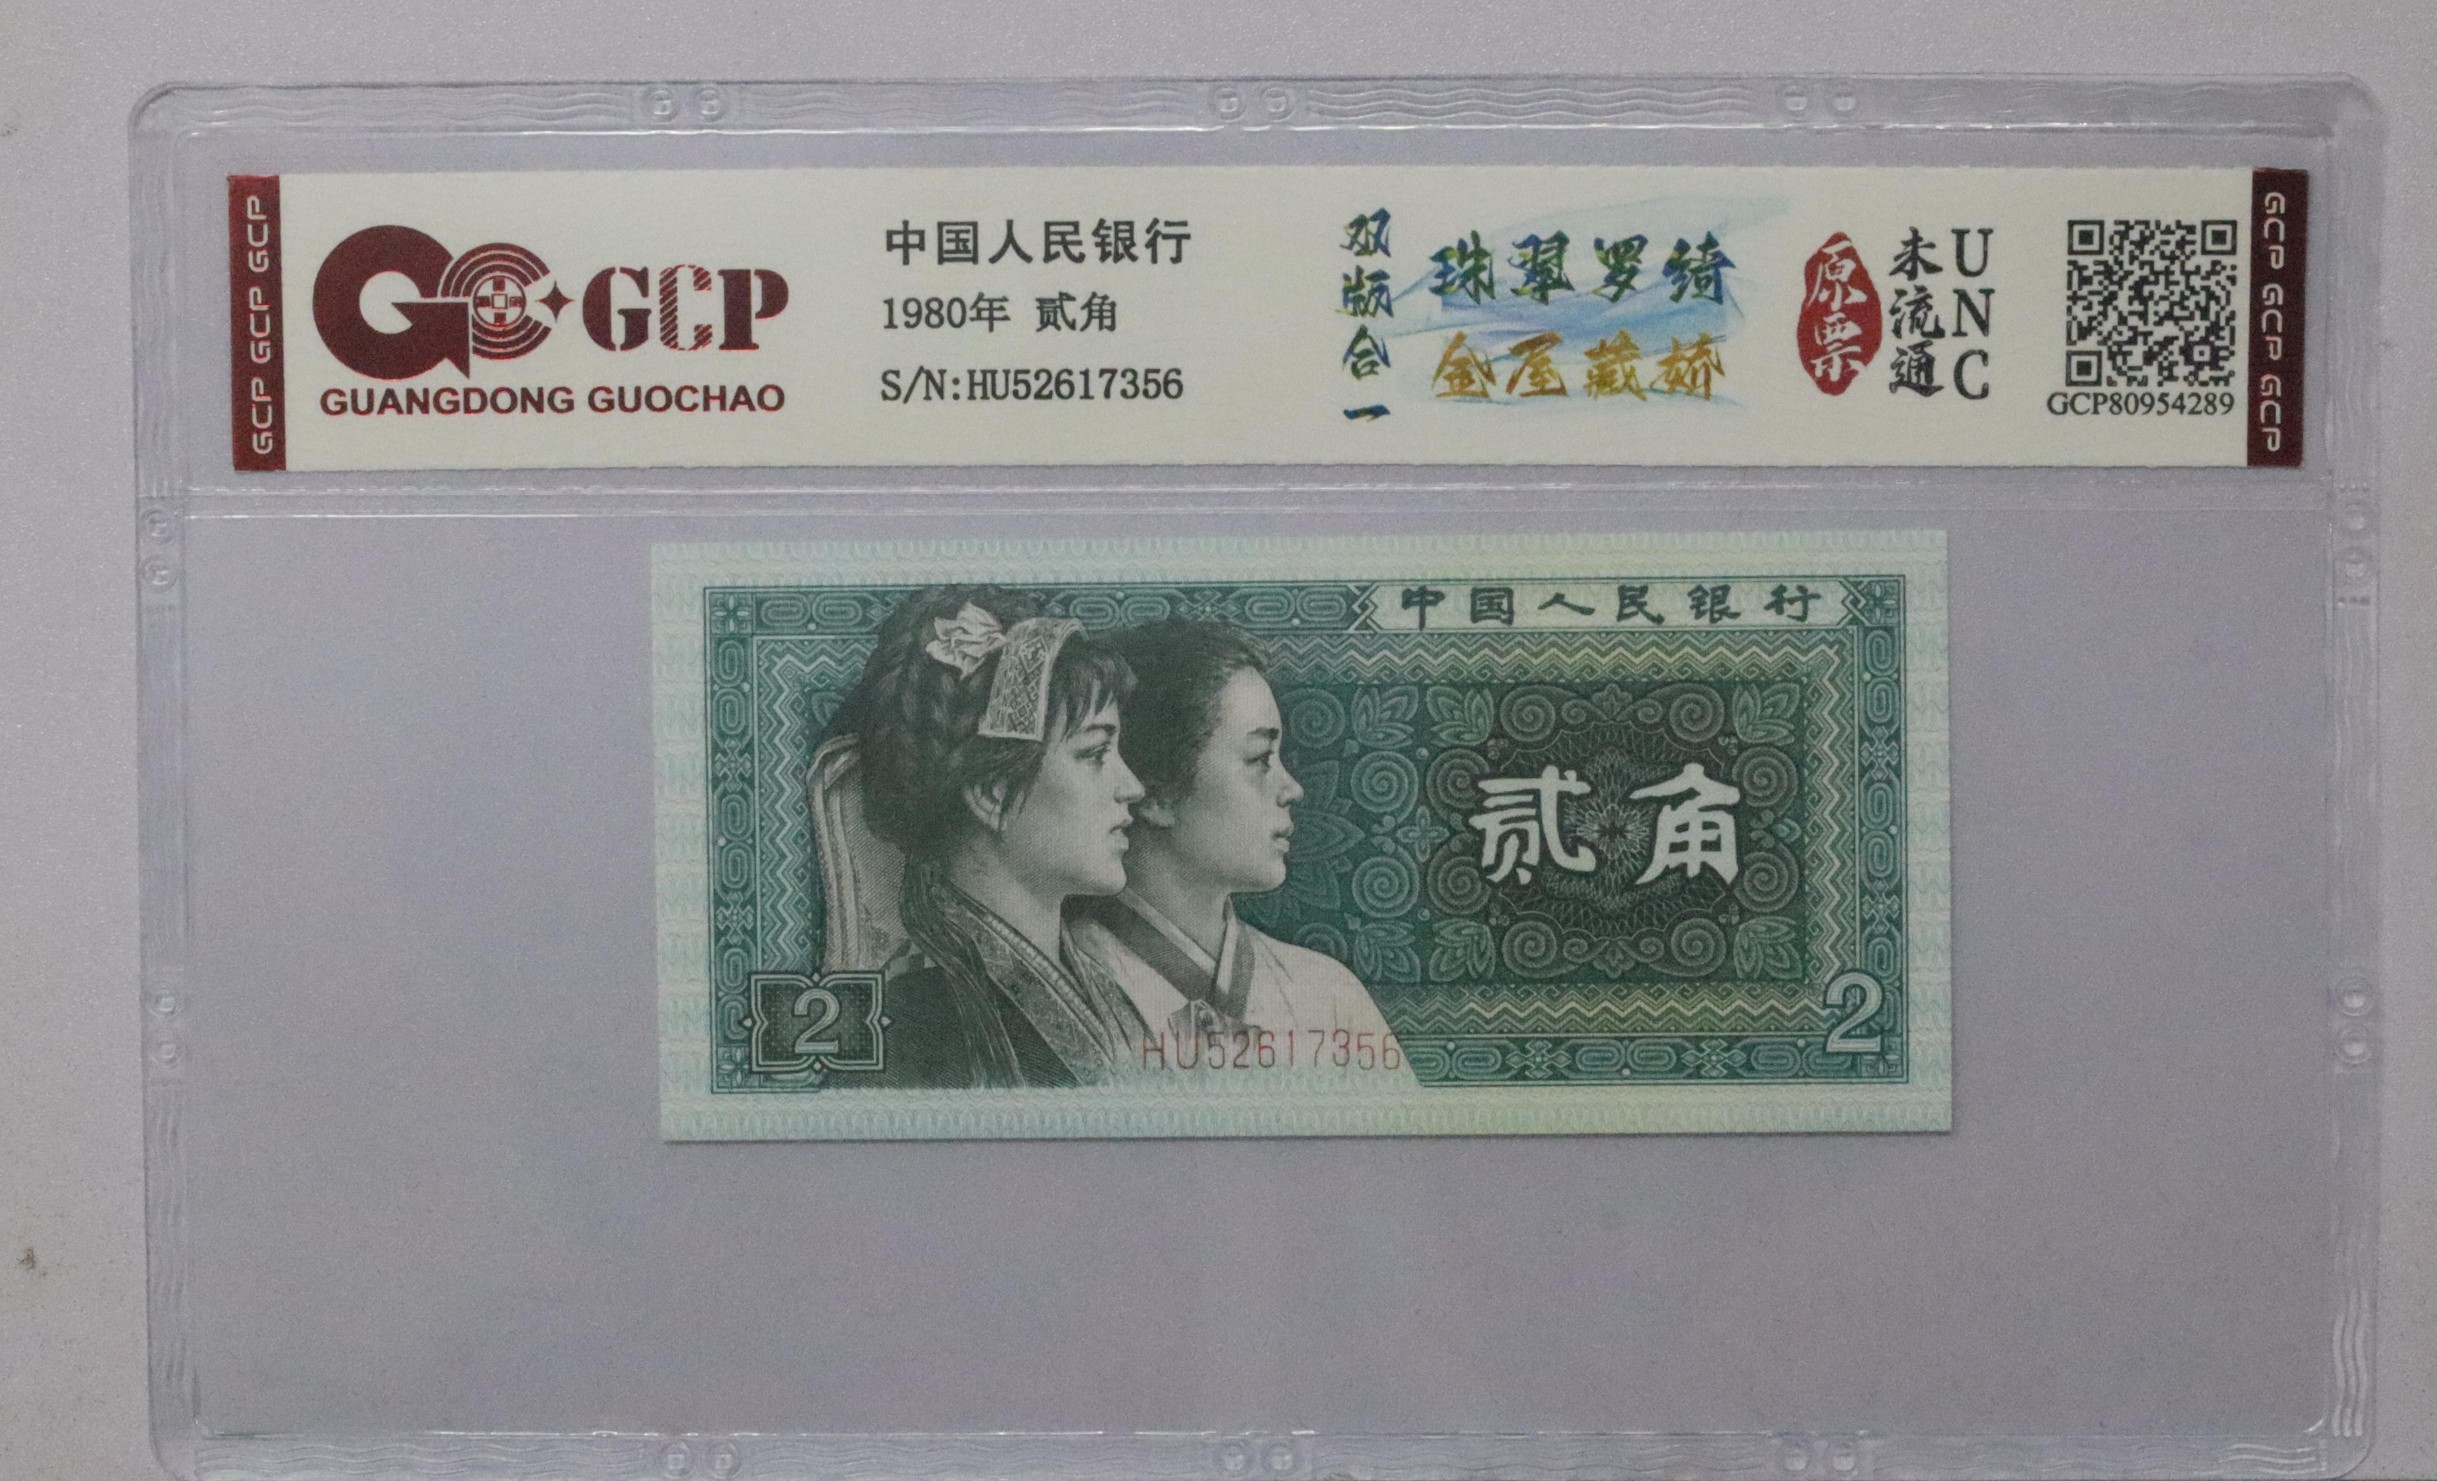 GCP GCP GCP
GCP
GUANGDONG GUOCHAO
中国人民银行
1980年 贰角
S/N:HU52617356
双版合一
珠翠罗绮
金屋藏娇
原票
未流通
UNC
GCP80954289
GCP GCP GCP
中国人民银行
贰角
2
2
HU52617356